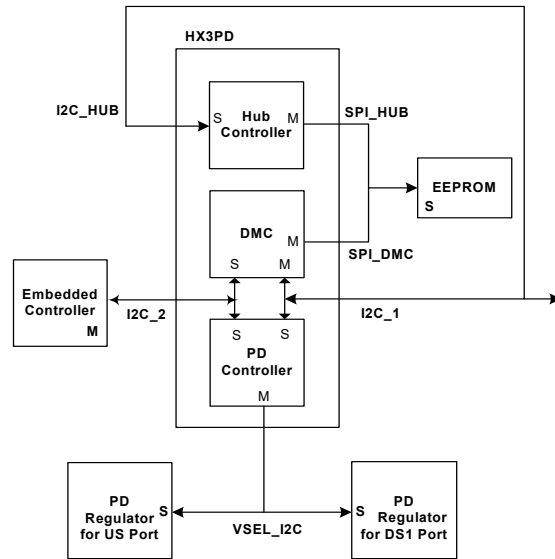 HX3PD
I2C_HUB
S
M
Hub
Controller
SPI_HUB
EEPROM
S
DMC
M
S
M
SPI_DMC
Embedded
Controller
M
I2C_2
I2C_1
S
S
PD
Controller
M
PD
Regulator
for US Port
S
VSEL_I2C
S
PD
Regulator
for DS1 Port